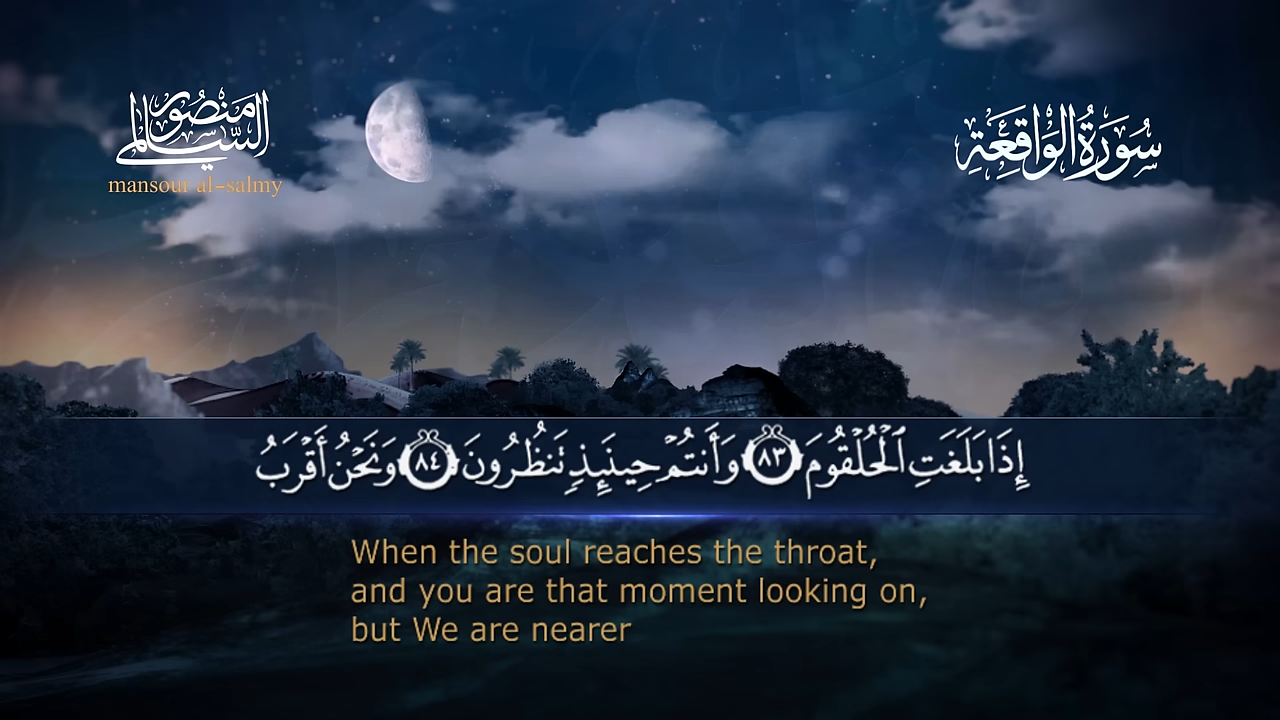 منصور السالمي
mansour al-salmy
سُورَةُ الوَاقِعَةِ
إِذَا بَلَغَتِ ٱلْحُلْقُومَ ٨٣ وَأَنتُمْ حِينَئِذٍ تَنظُرُونَ ٨٤ وَنَحْنُ أَقْرَبُ
When the soul reaches the throat,
and you are that moment looking on,
but We are nearer